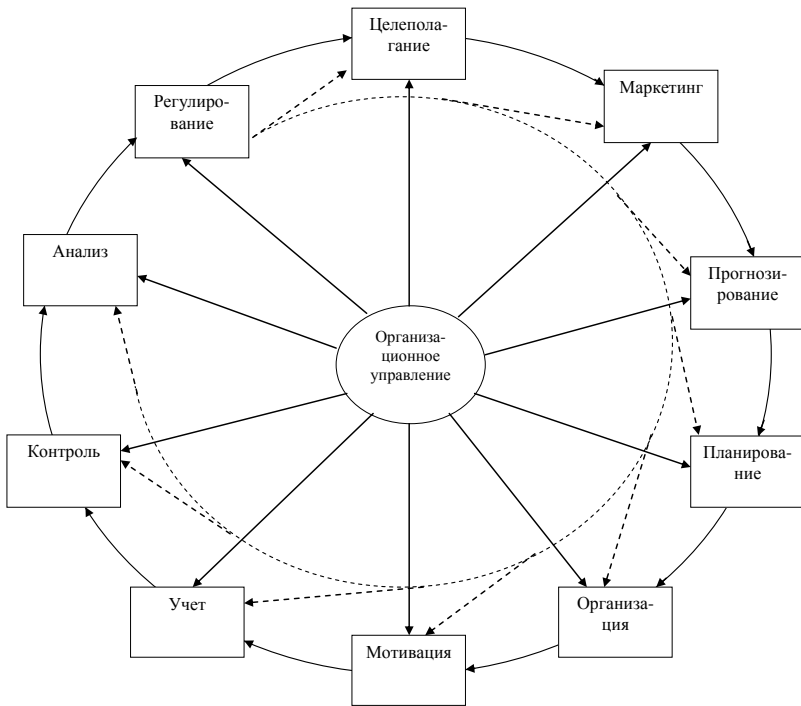 Целепола-
гание
Маркетинг
Регулиро-
вание
Анализ
Прогнози-
рование
Организа-
ционное
управление
Контроль
Планирова-
ние
Учет
Организа-
ция
Мотивация